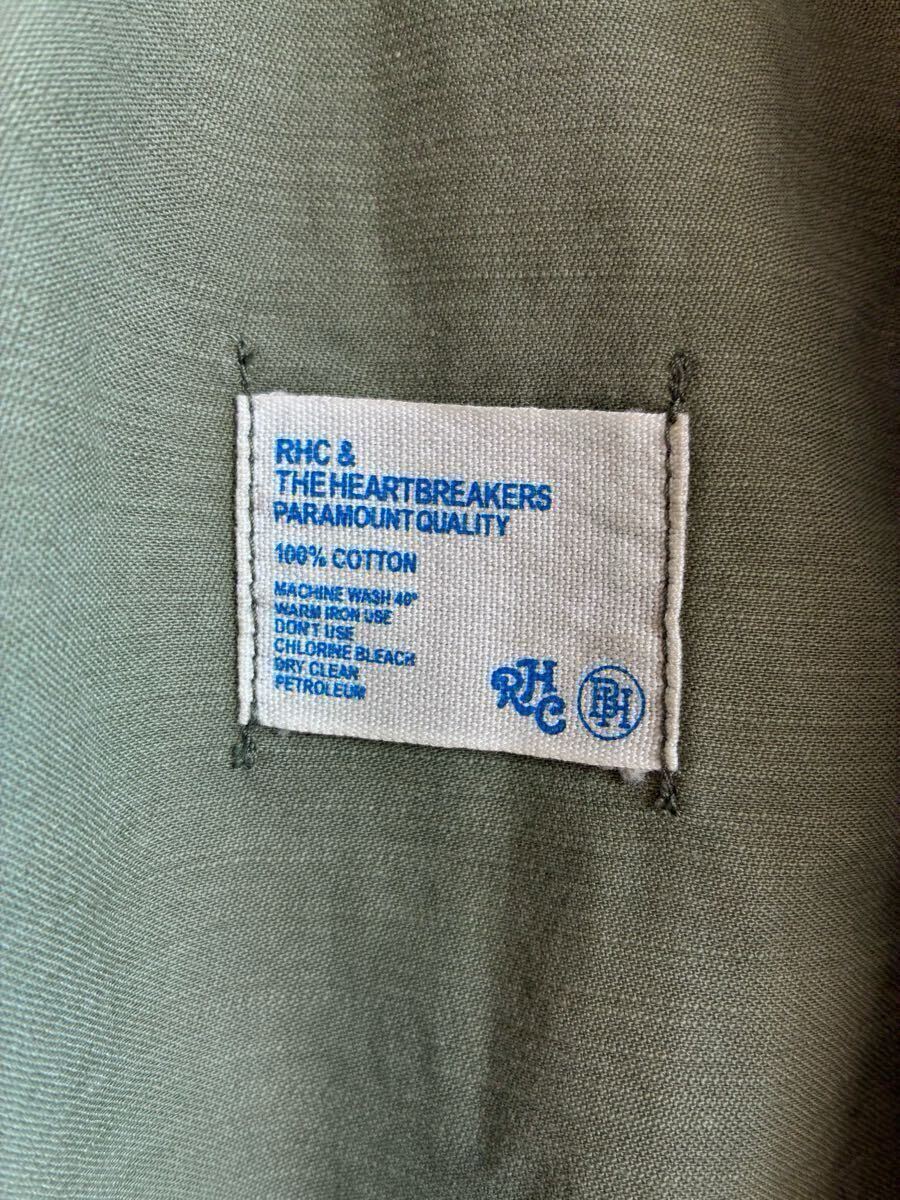 RHC &
THE HEARTBREAKERS
PARAMOUNT QUALITY
100% COTTON
MACHINE WASH 40°
WARM IRON USE
DON'T USE
CHLORINE BLEACH
DRY CLEAN
PETROLEUM
RHC